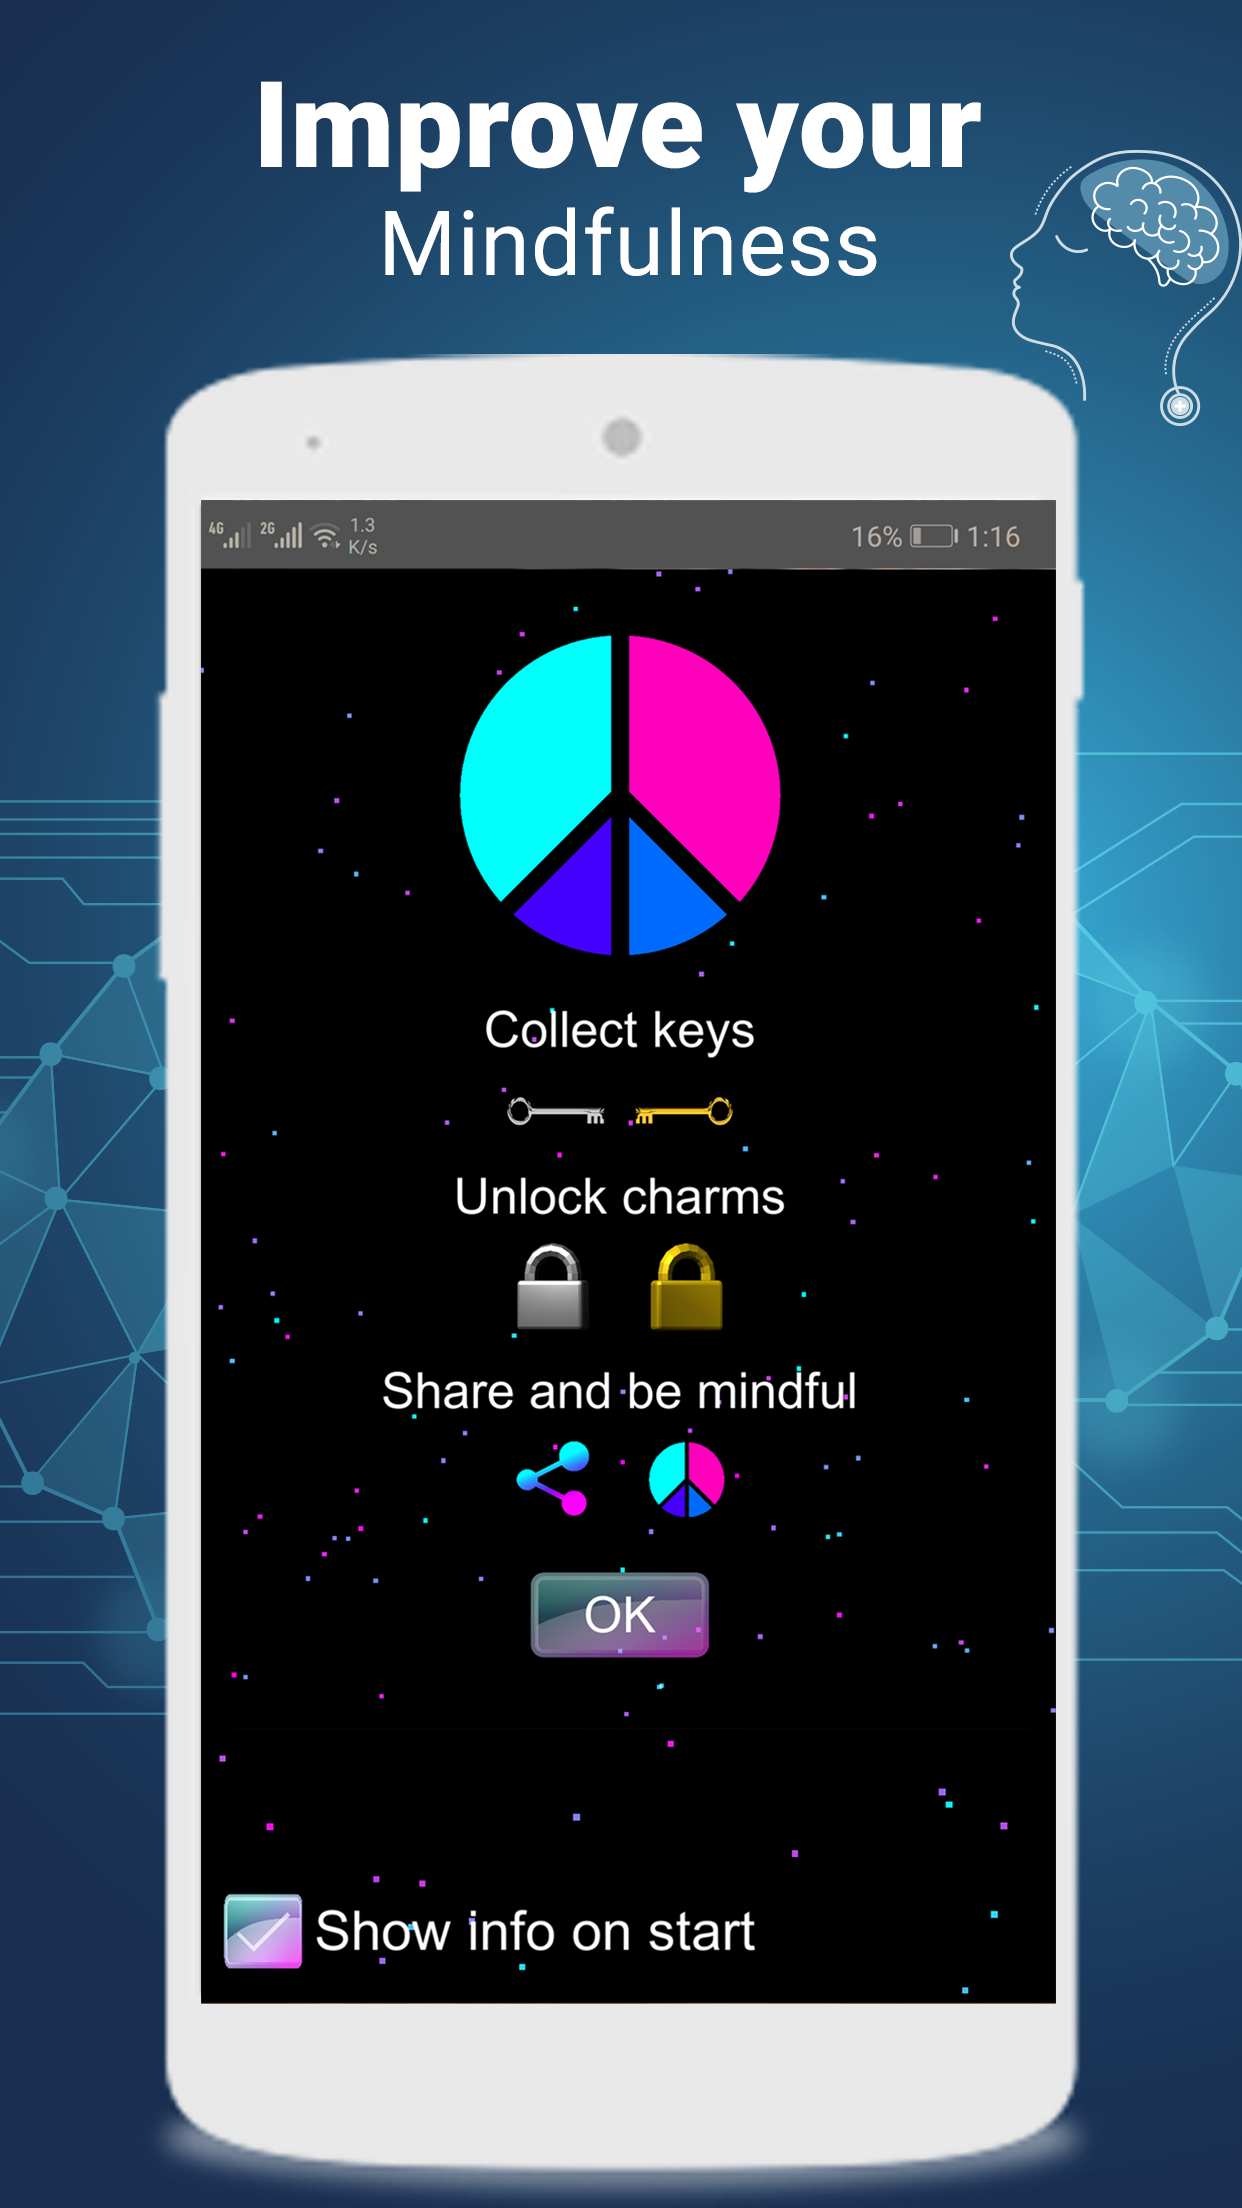 Improve your
Mindfulness
4G 2G 1.3 K/s 16% 1:16
Collect keys
Unlock charms
Share and be mindful
OK
Show info on start